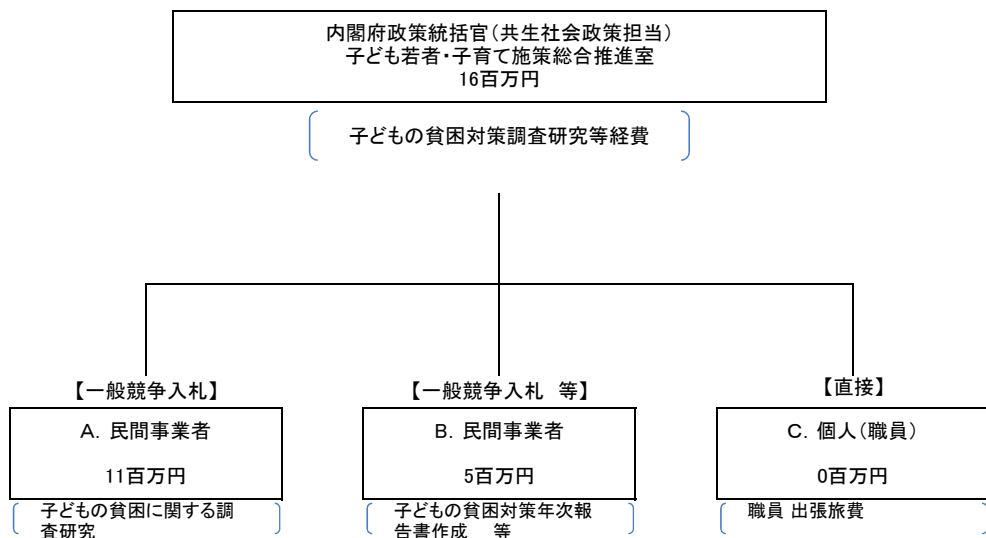 内閣府政策統括官（共生社会政策担当）
子ども若者・子育て施策総合推進室
16百万円
子どもの貧困対策調査研究等経費
【一般競争入札】
A．民間事業者
11百万円
子どもの貧困に関する調
査研究
【一般競争入札　等】
B．民間事業者
5百万円
子どもの貧困対策年次報
告書作成　等
【直接】
C．個人（職員）
0百万円
職員 出張旅費